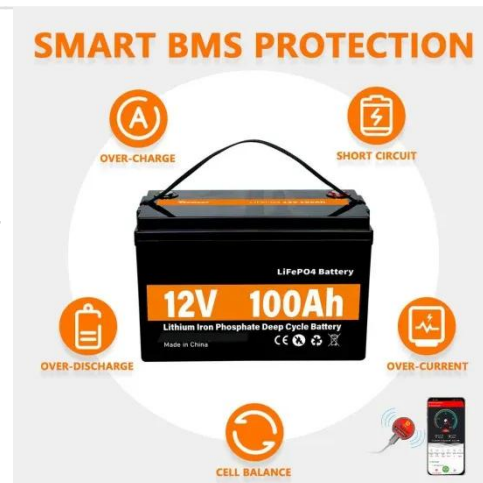 SMART BMS PROTECTION
OVER-CHARGE
SHORT CIRCUIT
LiFePO4 Battery
12V 100Ah
Lithium Iron Phosphate Deep Cycle Battery
Made in China
CE
OVER-DISCHARGE
OVER-CURRENT
CELL BALANCE